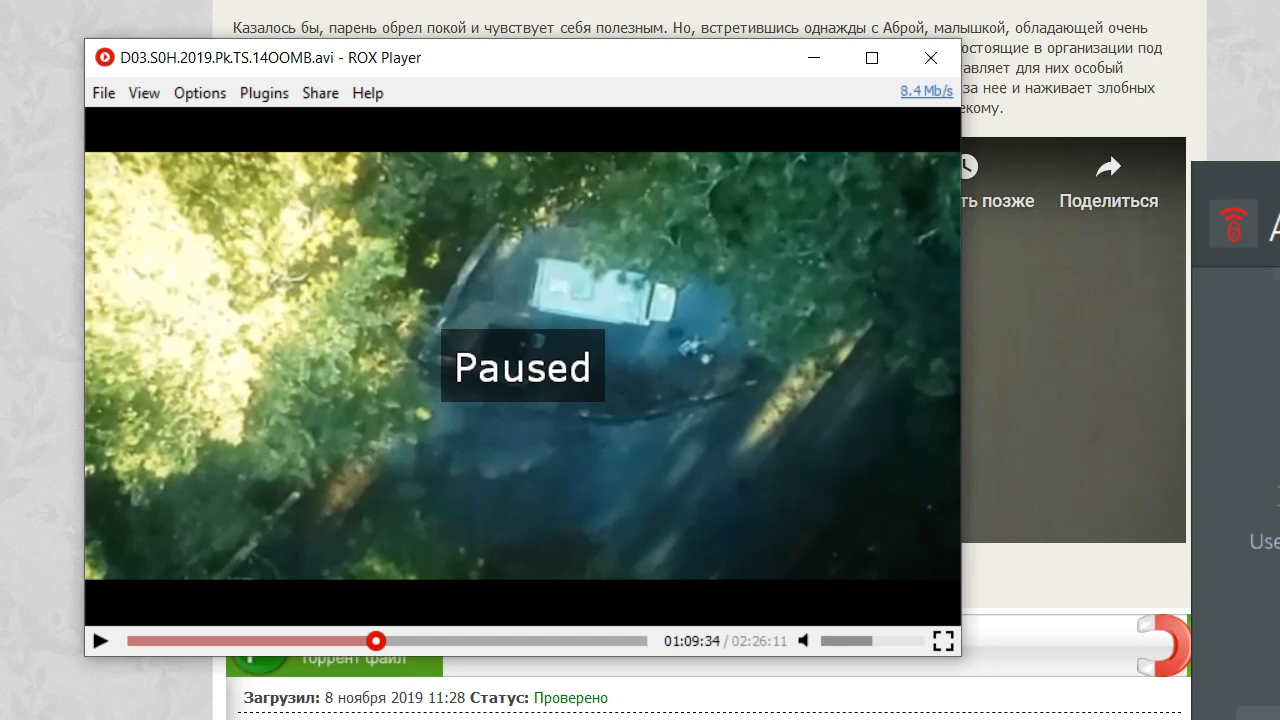 Казалось бы, парень обрел покой и чувствует себя полезным. Но, встретившись однажды с Аброй, малышкой, обладающей очень
D03.S0H.2019.Pk.TS.14OOMB.avi - ROX Player
остоящие в организации под
авляет для них особый
File View Options Plugins Share Help 8.4 Mb/s
за нее и наживает злобных
екому.
ть позже Поделиться
A
Paused
Use
01:09:34 / 02:26:11
торрент файл
Загрузил: 8 ноября 2019 11:28 Статус: Проверено